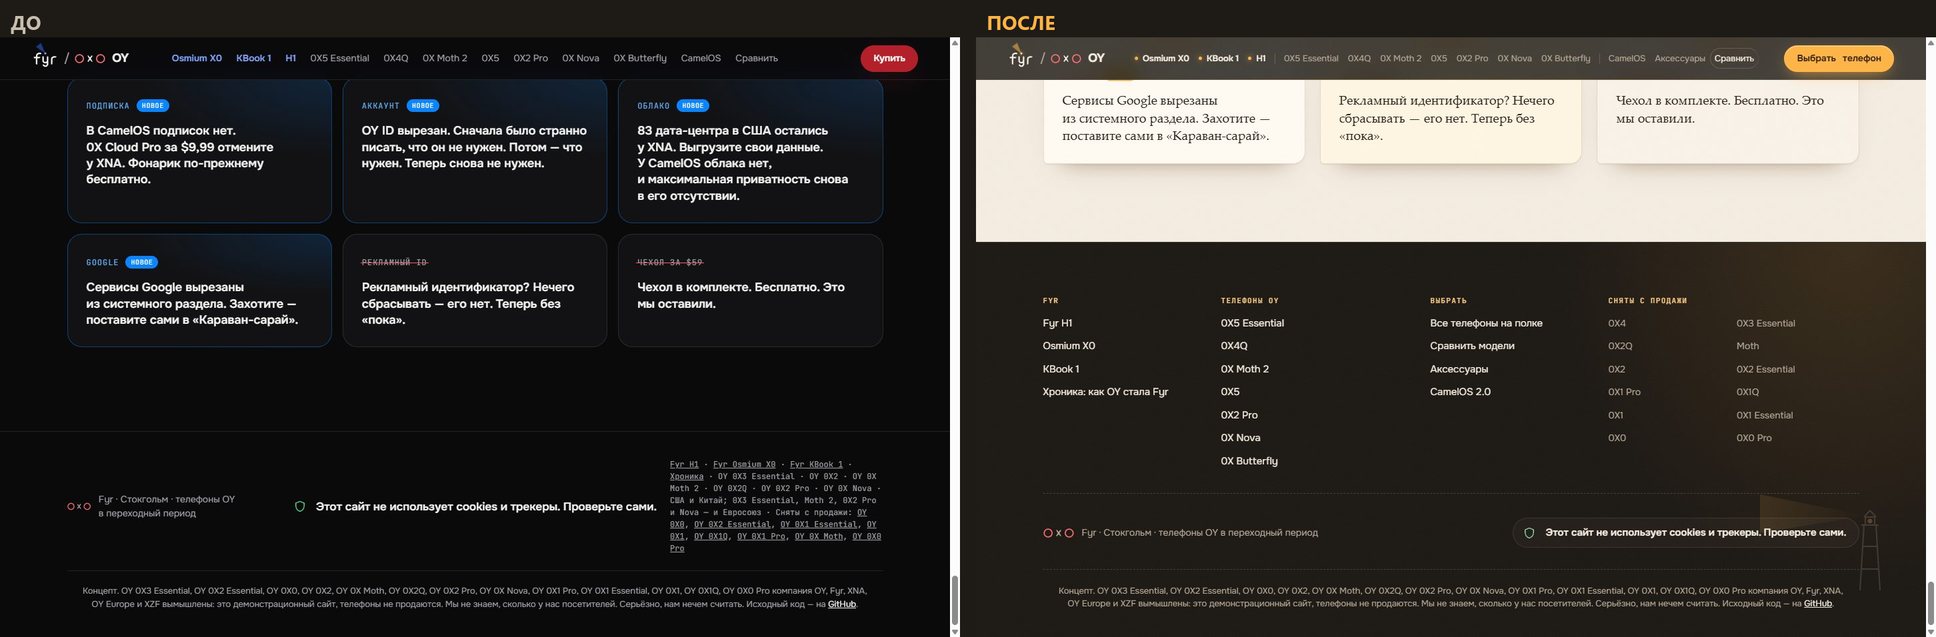 ДО
fyr / O x O OY Osmium X0 KBook 1 H1 0X5 Essential 0X4Q 0X Moth 2 0X5 0X2 Pro 0X Nova 0X Butterfly CamelOS Сравнить Купить
ПОДПИСКА НОВОЕ
В CamelOS подписок нет.
0X Cloud Pro за $9,99 отмените
у XNA. Фонарик по-прежнему
бесплатно.
АККАУНТ НОВОЕ
OY ID вырезан. Сначала было странно
писать, что он не нужен. Потом — что
нужен. Теперь снова не нужен.
ОБЛАКО НОВОЕ
83 дата-центра в США остались
у XNA. Выгрузите свои данные.
У CamelOS облака нет,
и максимальная приватность снова
в его отсутствии.
GOOGLE НОВОЕ
Сервисы Google вырезаны
из системного раздела. Захотите —
поставите сами в «Караван-сарай».
РЕКЛАМНЫЙ ID
Рекламный идентификатор? Нечего
сбрасывать — его нет. Теперь без
«пока».
ЧЕХОЛ ЗА $59
Чехол в комплекте. Бесплатно. Это
мы оставили.
O x O Fyr · Стокгольм · телефоны OY
в переходный период
Этот сайт не использует cookies и трекеры. Проверьте сами.
Fyr H1 · Fyr Osmium X0 · Fyr KBook 1 ·
Хроника · OY 0X3 Essential · OY 0X2 · OY 0X
Moth 2 · OY 0X2Q · OY 0X2 Pro · OY 0X Nova ·
США и Китай; 0X3 Essential, Moth 2, 0X2 Pro
и Nova — и Евросоюз · Сняты с продажи: OY
0X0, OY 0X2 Essential, OY 0X1 Essential, OY
0X1, OY 0X1Q, OY 0X1 Pro, OY 0X Moth, OY 0X0
Pro
Концепт. OY 0X3 Essential, OY 0X2 Essential, OY 0X0, OY 0X2, OY 0X Moth, OY 0X2Q, OY 0X2 Pro, OY 0X Nova, OY 0X1 Pro, OY 0X1 Essential, OY 0X1, OY 0X1Q, OY 0X0 Pro компания OY, Fyr, XNA,
OY Europe и XZF вымышлены: это демонстрационный сайт, телефоны не продаются. Мы не знаем, сколько у нас посетителей. Серьёзно, нам нечем считать. Исходный код — на GitHub.
ПОСЛЕ
fyr / O x O OY Osmium X0 KBook 1 H1 0X5 Essential 0X4Q 0X Moth 2 0X5 0X2 Pro 0X Nova 0X Butterfly CamelOS Аксессуары Сравнить Выбрать телефон
Сервисы Google вырезаны
из системного раздела. Захотите —
поставите сами в «Караван-сарай».
Рекламный идентификатор? Нечего
сбрасывать — его нет. Теперь без
«пока».
Чехол в комплекте. Бесплатно. Это
мы оставили.
FYR
Fyr H1
Osmium X0
KBook 1
Хроника: как OY стала Fyr
ТЕЛЕФОНЫ OY
0X5 Essential
0X4Q
0X Moth 2
0X5
0X2 Pro
0X Nova
0X Butterfly
ВЫБРАТЬ
Все телефоны на полке
Сравнить модели
Аксессуары
CamelOS 2.0
СНЯТЫ С ПРОДАЖИ
0X4
0X2Q
0X2
0X1 Pro
0X1
0X0
0X3 Essential
Moth
0X2 Essential
0X1Q
0X1 Essential
0X0 Pro
O x O Fyr · Стокгольм · телефоны OY в переходный период
Этот сайт не использует cookies и трекеры. Проверьте сами.
Концепт. OY 0X3 Essential, OY 0X2 Essential, OY 0X0, OY 0X2, OY 0X Moth, OY 0X2Q, OY 0X2 Pro, OY 0X Nova, OY 0X1 Pro, OY 0X1 Essential, OY 0X1, OY 0X1Q, OY 0X0 Pro компания OY, Fyr, XNA,
OY Europe и XZF вымышлены: это демонстрационный сайт, телефоны не продаются. Мы не знаем, сколько у нас посетителей. Серьёзно, нам нечем считать. Исходный код — на GitHub.